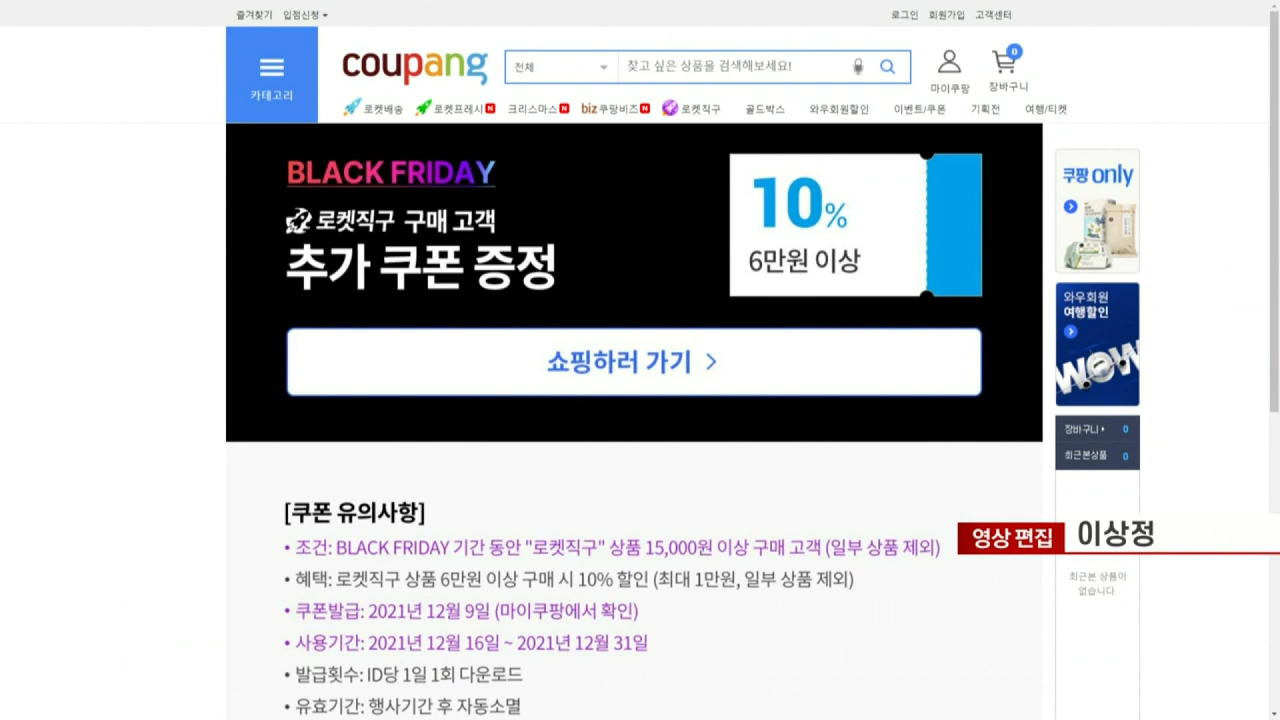 즐겨찾기 입점신청
로그인 회원가입 고객센터
카테고리
coupang
전체
찾고 싶은 상품을 검색해보세요!
마이쿠팡
0
장바구니
로켓배송 로켓프레시 N 크리스마스 N biz 쿠팡비즈 N 로켓직구 골드박스 와우회원할인 이벤트/쿠폰 기획전 여행/티켓
BLACK FRIDAY
로켓직구 구매 고객
추가 쿠폰 증정
10%
6만원 이상
쇼핑하러 가기 >
쿠팡 only
와우회원
여행할인
WOW
장바구니 0
최근본상품 0
[쿠폰 유의사항]
• 조건: BLACK FRIDAY 기간 동안 "로켓직구" 상품 15,000원 이상 구매 고객 (일부 상품 제외)
• 혜택: 로켓직구 상품 6만원 이상 구매 시 10% 할인 (최대 1만원, 일부 상품 제외)
• 쿠폰발급: 2021년 12월 9일 (마이쿠팡에서 확인)
• 사용기간: 2021년 12월 16일 ~ 2021년 12월 31일
• 발급횟수: ID당 1일 1회 다운로드
• 유효기간: 행사기간 후 자동소멸
영상 편집 이상정
최근본 상품이
없습니다.